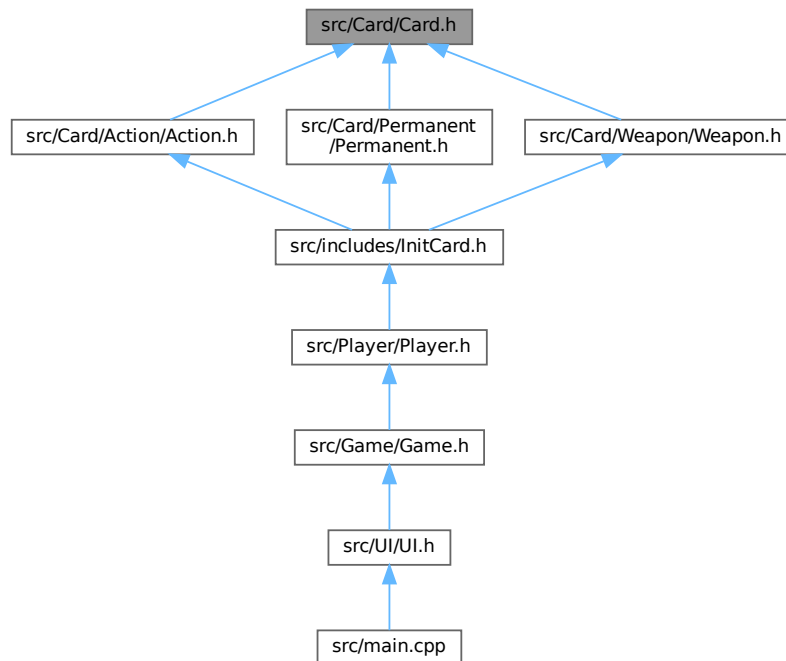 src/Card/Card.h
src/Card/Action/Action.h
src/Card/Permanent
/Permanent.h
src/Card/Weapon/Weapon.h
src/includes/InitCard.h
src/Player/Player.h
src/Game/Game.h
src/UI/UI.h
src/main.cpp